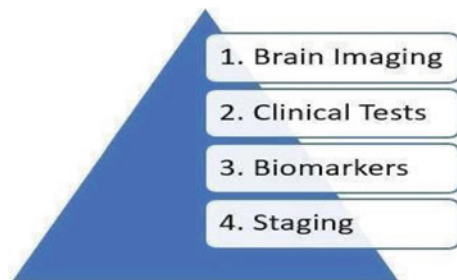 1. Brain Imaging
2. Clinical Tests
3. Biomarkers
4. Staging